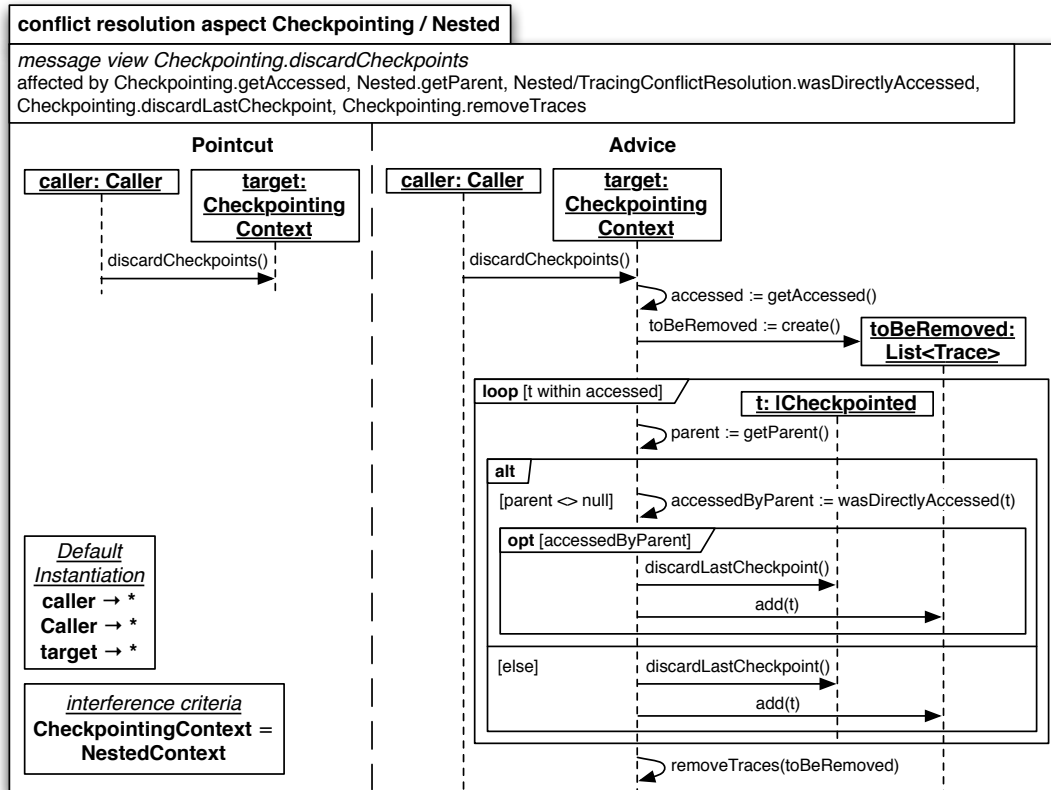 conflict resolution aspect Checkpointing / Nested
message view Checkpointing.discardCheckpoints
affected by Checkpointing.getAccessed, Nested.getParent, Nested/TracingConflictResolution.wasDirectlyAccessed,
Checkpointing.discardLastCheckpoint, Checkpointing.removeTraces
Pointcut
caller: Caller
target:
Checkpointing
Context
discardCheckpoints()
Default
Instantiation
caller → *
Caller → *
target → *
interference criteria
CheckpointingContext =
NestedContext
Advice
caller: Caller
target:
Checkpointing
Context
discardCheckpoints()
accessed := getAccessed()
toBeRemoved := create()
toBeRemoved:
List<Trace>
loop [t within accessed]
t: ICheckpointed
parent := getParent()
alt
[parent <> null]
accessedByParent := wasDirectlyAccessed(t)
opt [accessedByParent]
discardLastCheckpoint()
add(t)
[else]
discardLastCheckpoint()
add(t)
removeTraces(toBeRemoved)